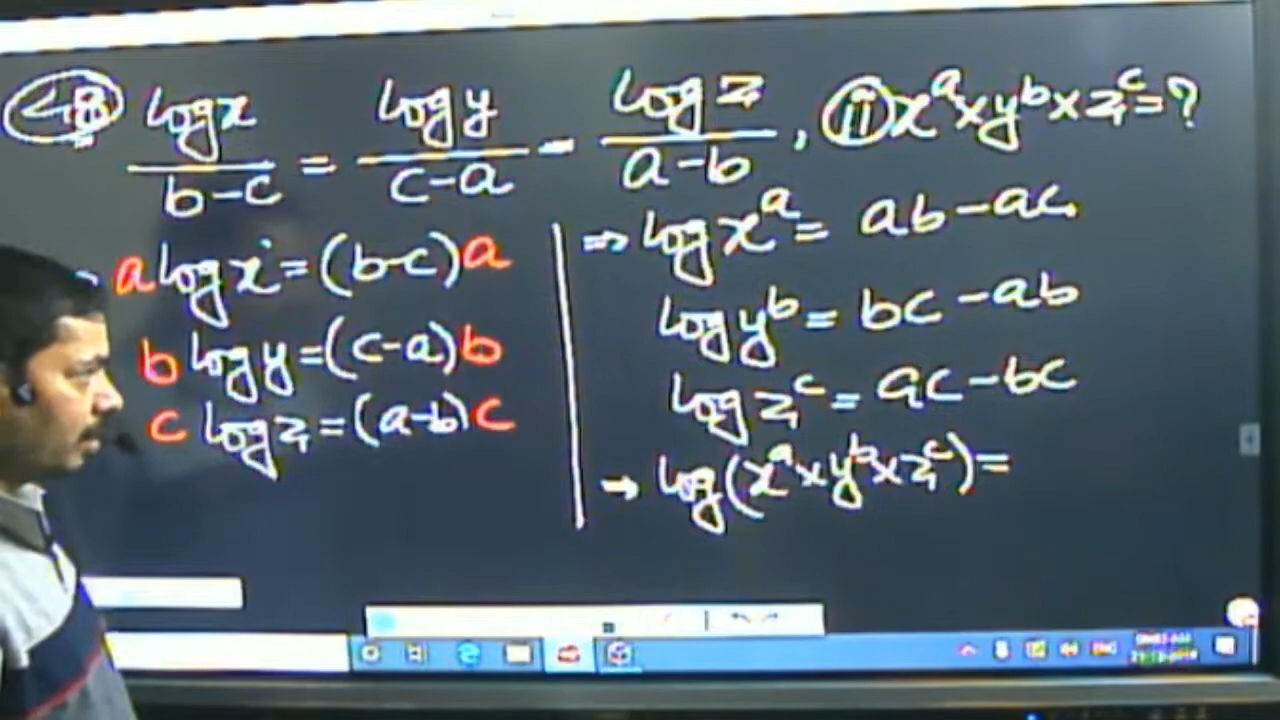 48 log x / b-c = log y / c-a = log z / a-b , (ii) x^a × y^b × z^c = ?
a log x = (b-c) a
b log y = (c-a) b
c log z = (a-b) c
⇒ log x^a = ab - ac
log y^b = bc - ab
log z^c = ac - bc
→ log (x^a × y^b × z^c) =